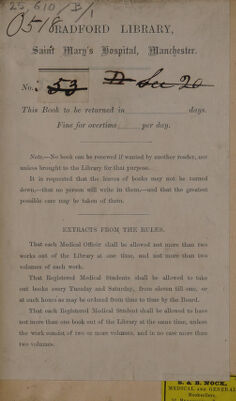 25,610/B/1
0518
BRADFORD LIBRARY,
Saint Mary's Hospital, Manchester.
No. 53 D Sec 20
This Book to be returned in days.
Fine for overtime per day.
Note.—No book can be renewed if wanted by another reader, nor
unless brought to the Library for that purpose.
It is requested that the leaves of books may not be turned
down,—that no person will write in them,—and that the greatest
possible care may be taken of them.
EXTRACTS FROM THE RULES.
That each Medical Officer shall be allowed not more than two
works out of the Library at one time, and not more than two
volumes of each work.
That Registered Medical Students shall be allowed to take
out books every Tuesday and Saturday, from eleven till one, or
at such hours as may be ordered from time to time by the Board.
That each Registered Medical Student shall be allowed to have
not more than one book out of the Library at the same time, unless
the work consist of two or more volumes, and in no case more than
two volumes.
S. & B. NOCK,
MEDICAL and GENERAL
Booksellers,